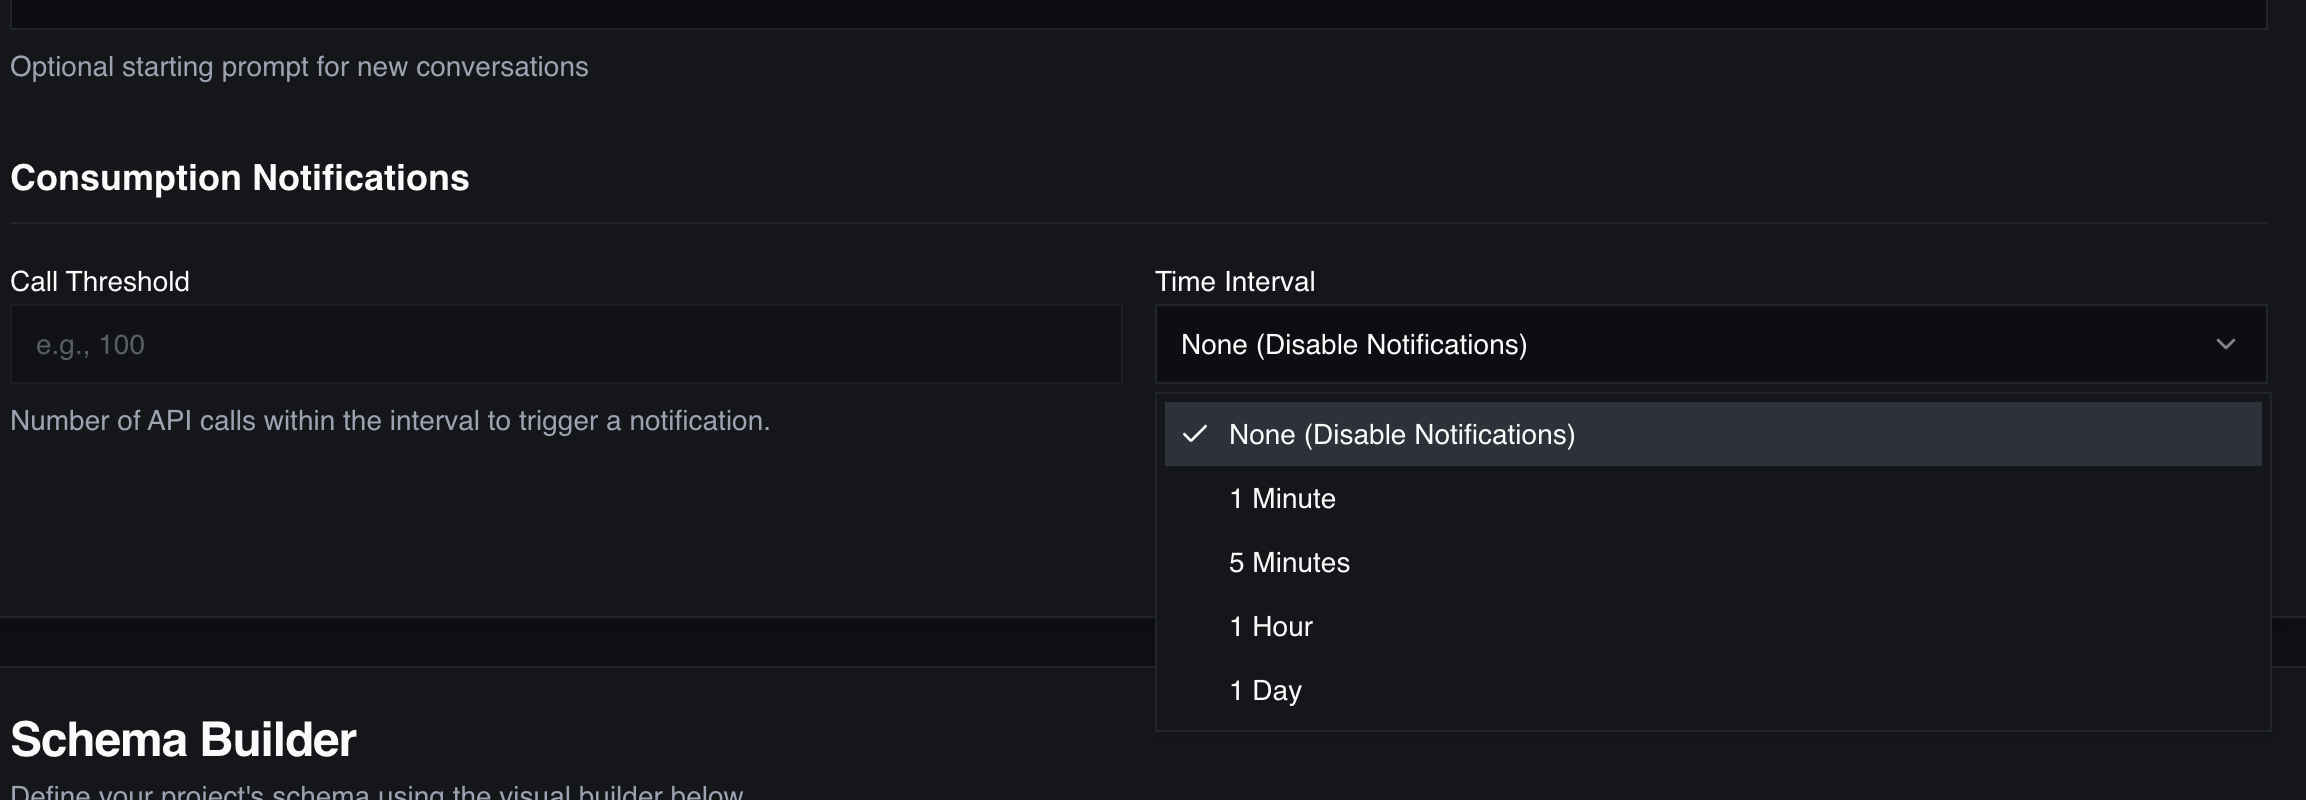 Optional starting prompt for new conversations
Consumption Notifications
Call Threshold
e.g., 100
Number of API calls within the interval to trigger a notification.
Time Interval
None (Disable Notifications)
None (Disable Notifications)
1 Minute
5 Minutes
1 Hour
1 Day
Schema Builder
Define your project's schema using the visual builder below